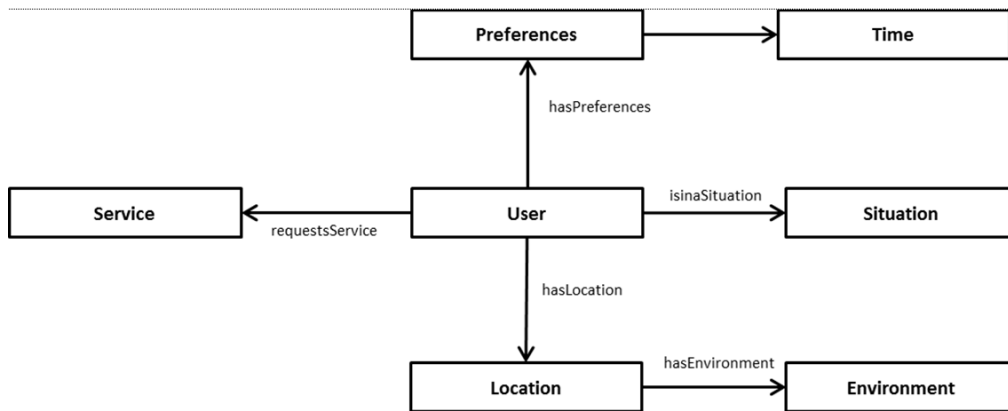 Preferences
Time
hasPreferences
isinaSituation
Service
User
Situation
requestsService
hasLocation
hasEnvironment
Location
Environment